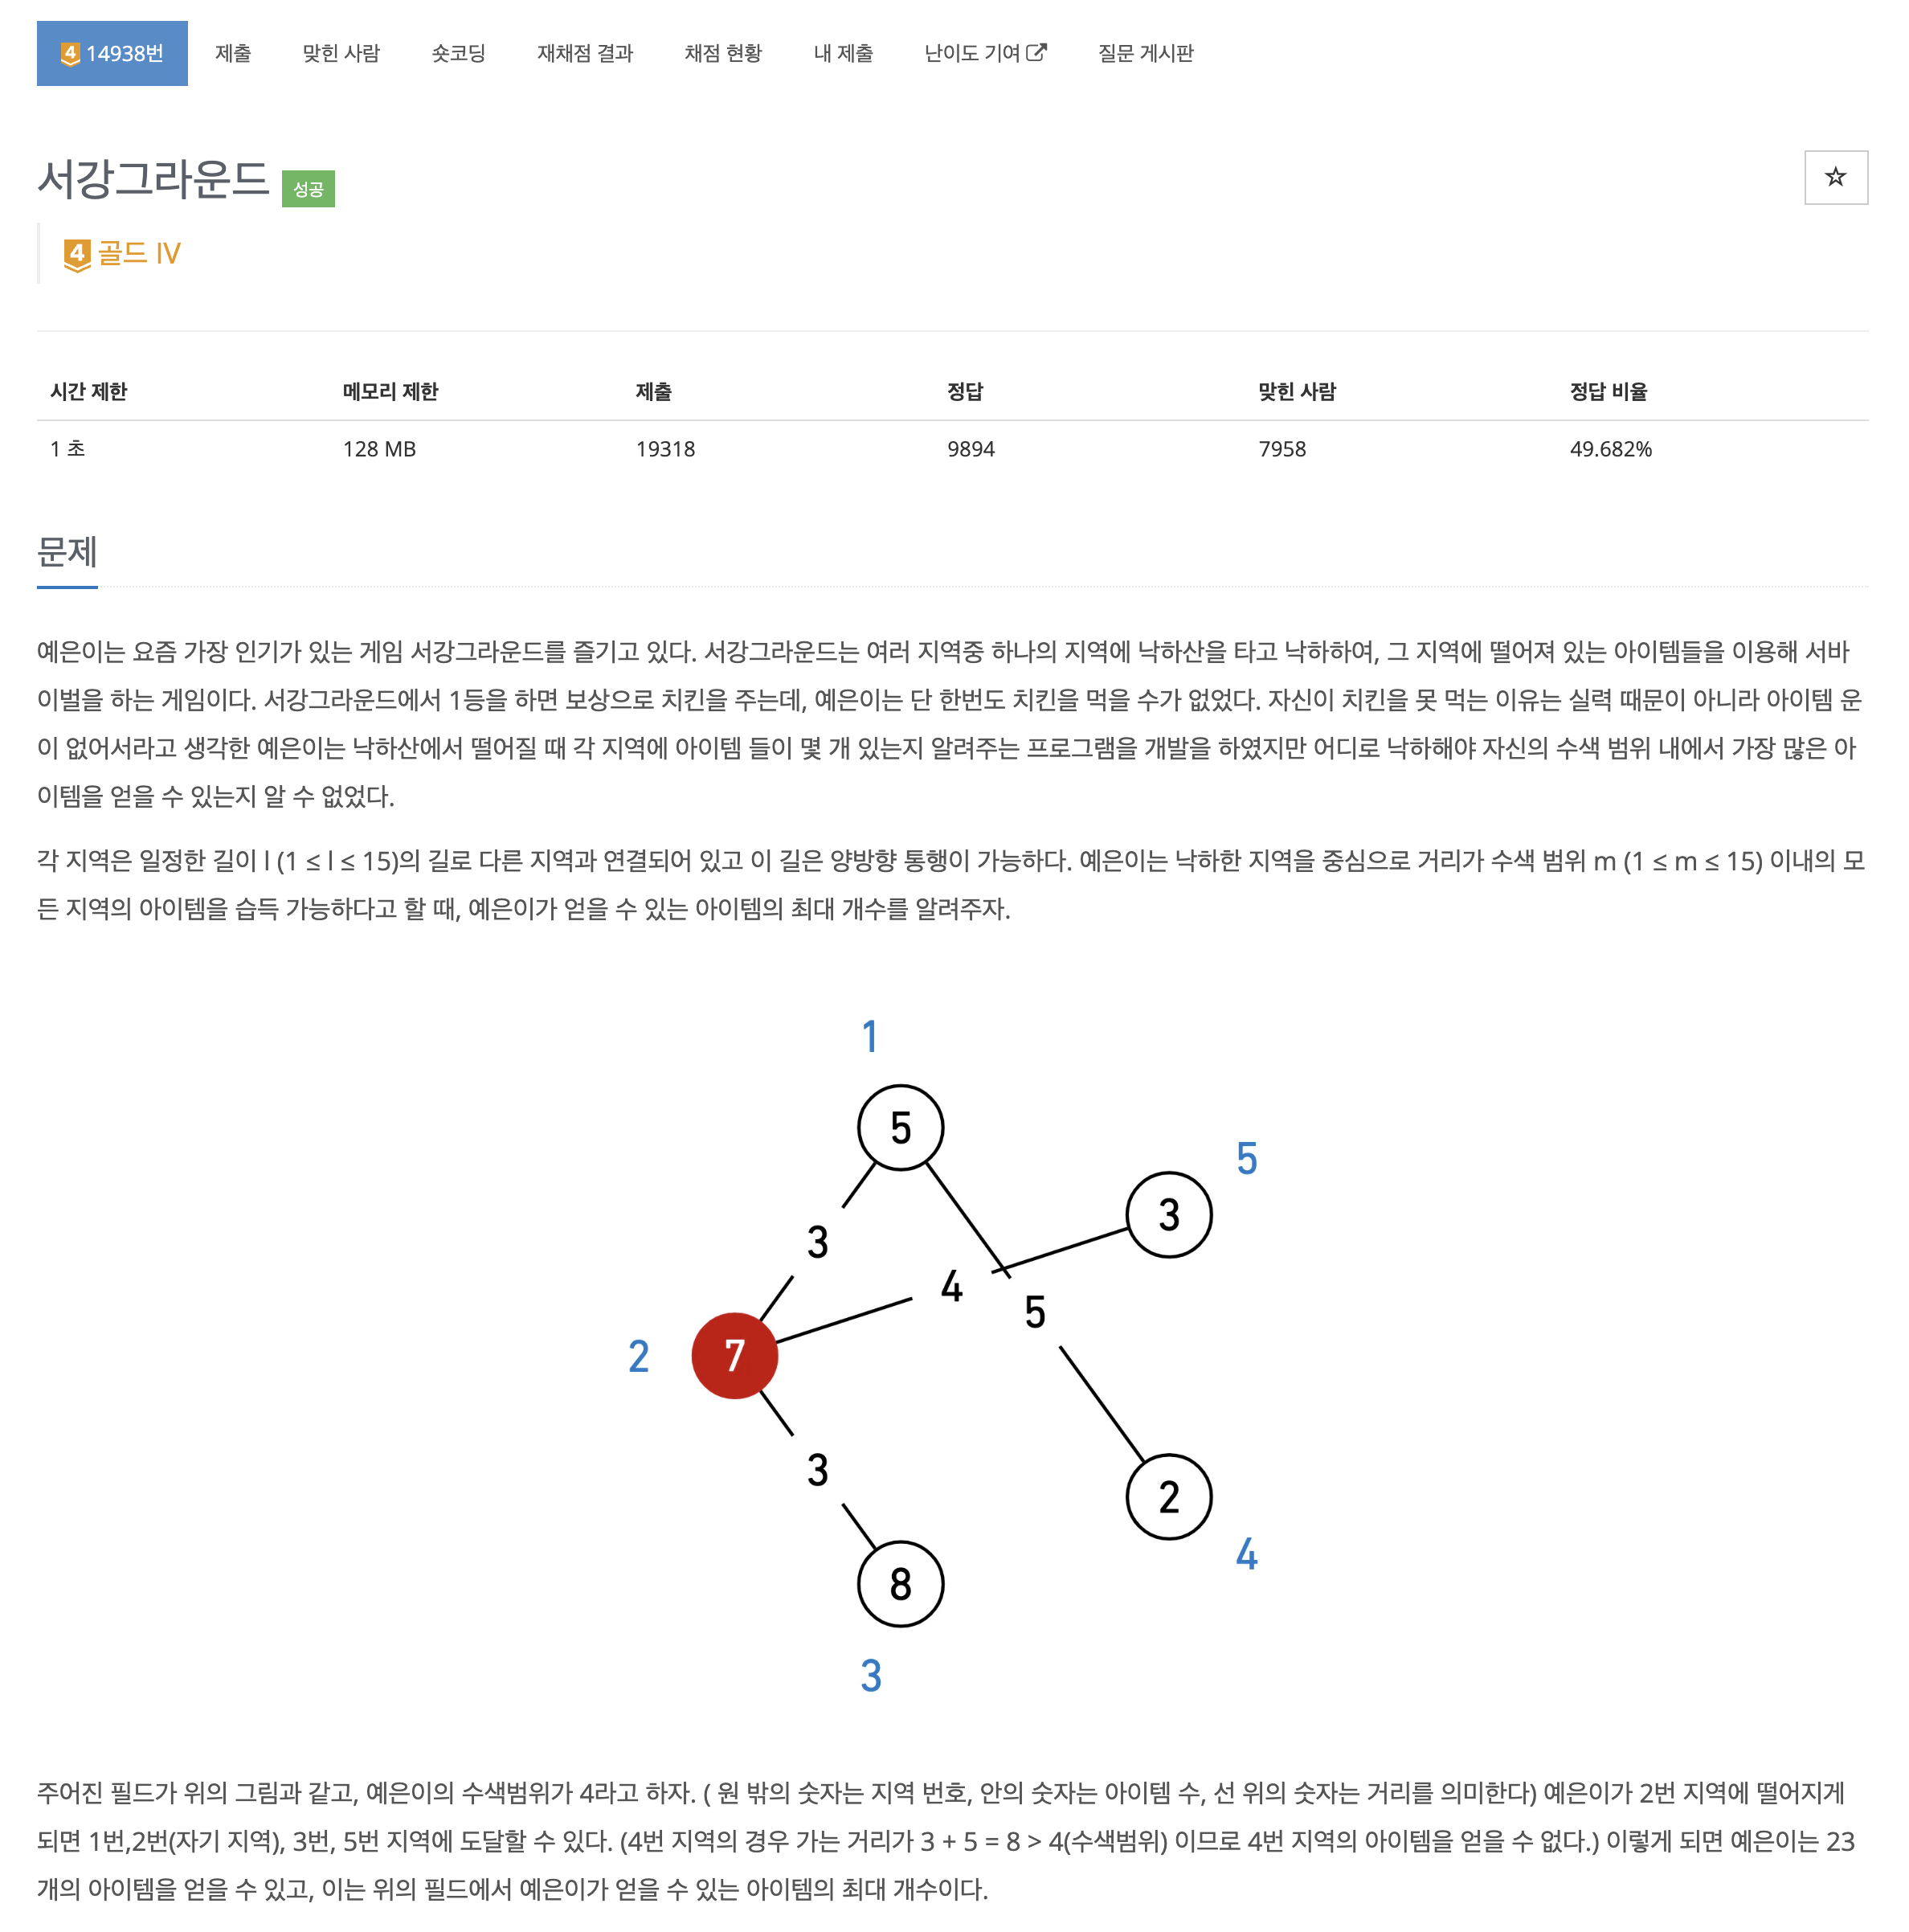 4 14938번 제출 맞힌 사람 숏코딩 재채점 결과 채점 현황 내 제출 난이도 기여 질문 게시판
서강그라운드 성공
4 골드 IV
시간 제한 메모리 제한 제출 정답 맞힌 사람 정답 비율
1 초 128 MB 19318 9894 7958 49.682%
문제
예은이는 요즘 가장 인기가 있는 게임 서강그라운드를 즐기고 있다. 서강그라운드는 여러 지역중 하나의 지역에 낙하산을 타고 낙하하여, 그 지역에 떨어져 있는 아이템들을 이용해 서바
이벌을 하는 게임이다. 서강그라운드에서 1등을 하면 보상으로 치킨을 주는데, 예은이는 단 한번도 치킨을 먹을 수가 없었다. 자신이 치킨을 못 먹는 이유는 실력 때문이 아니라 아이템 운
이 없어서라고 생각한 예은이는 낙하산에서 떨어질 때 각 지역에 아이템 들이 몇 개 있는지 알려주는 프로그램을 개발을 하였지만 어디로 낙하해야 자신의 수색 범위 내에서 가장 많은 아
이템을 얻을 수 있는지 알 수 없었다.
각 지역은 일정한 길이 l (1 ≤ l ≤ 15)의 길로 다른 지역과 연결되어 있고 이 길은 양방향 통행이 가능하다. 예은이는 낙하한 지역을 중심으로 거리가 수색 범위 m (1 ≤ m ≤ 15) 이내의 모
든 지역의 아이템을 습득 가능하다고 할 때, 예은이가 얻을 수 있는 아이템의 최대 개수를 알려주자.
1
5
5
3
3
4
5
2
7
3
2
4
8
3
주어진 필드가 위의 그림과 같고, 예은이의 수색범위가 4라고 하자. ( 원 밖의 숫자는 지역 번호, 안의 숫자는 아이템 수, 선 위의 숫자는 거리를 의미한다) 예은이가 2번 지역에 떨어지게
되면 1번,2번(자기 지역), 3번, 5번 지역에 도달할 수 있다. (4번 지역의 경우 가는 거리가 3 + 5 = 8 > 4(수색범위) 이므로 4번 지역의 아이템을 얻을 수 없다.) 이렇게 되면 예은이는 23
개의 아이템을 얻을 수 있고, 이는 위의 필드에서 예은이가 얻을 수 있는 아이템의 최대 개수이다.